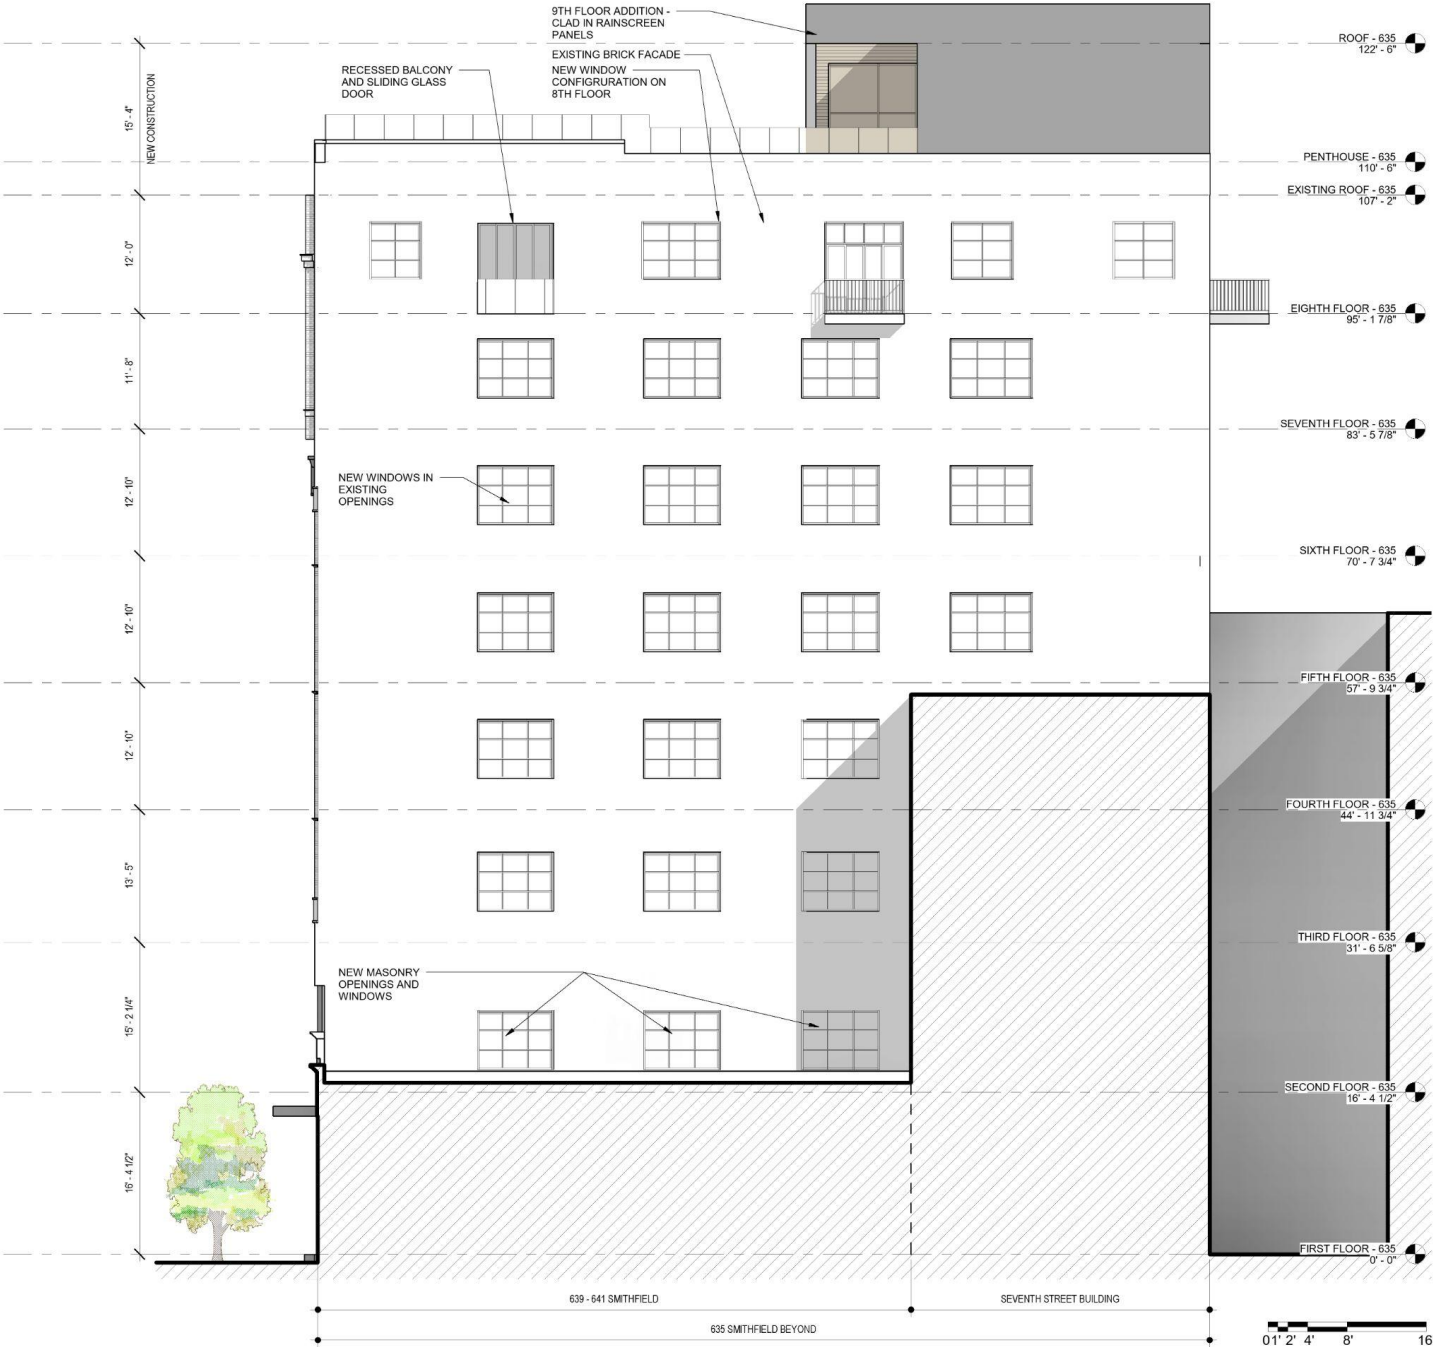 9TH FLOOR ADDITION -
CLAD IN RAINSCREEN
PANELS
EXISTING BRICK FACADE
NEW WINDOW
CONFIGRURATION ON
8TH FLOOR
RECESSED BALCONY
AND SLIDING GLASS
DOOR
ROOF - 635
122' - 6"
15' - 4"
NEW CONSTRUCTION
PENTHOUSE - 635
110' - 6"
EXISTING ROOF - 635
107' - 2"
12' - 0"
EIGHTH FLOOR - 635
95' - 1 7/8"
11' - 8"
SEVENTH FLOOR - 635
83' - 5 7/8"
NEW WINDOWS IN
EXISTING
OPENINGS
12' - 10"
SIXTH FLOOR - 635
70' - 7 3/4"
12' - 10"
FIFTH FLOOR - 635
57' - 9 3/4"
12' - 10"
FOURTH FLOOR - 635
44' - 11 3/4"
13' - 5"
THIRD FLOOR - 635
31' - 6 5/8"
NEW MASONRY
OPENINGS AND
WINDOWS
15' - 2 1/4"
SECOND FLOOR - 635
16' - 4 1/2"
16' - 4 1/2"
FIRST FLOOR - 635
0' - 0"
639 - 641 SMITHFIELD
SEVENTH STREET BUILDING
635 SMITHFIELD BEYOND
0 1' 2' 4' 8' 16